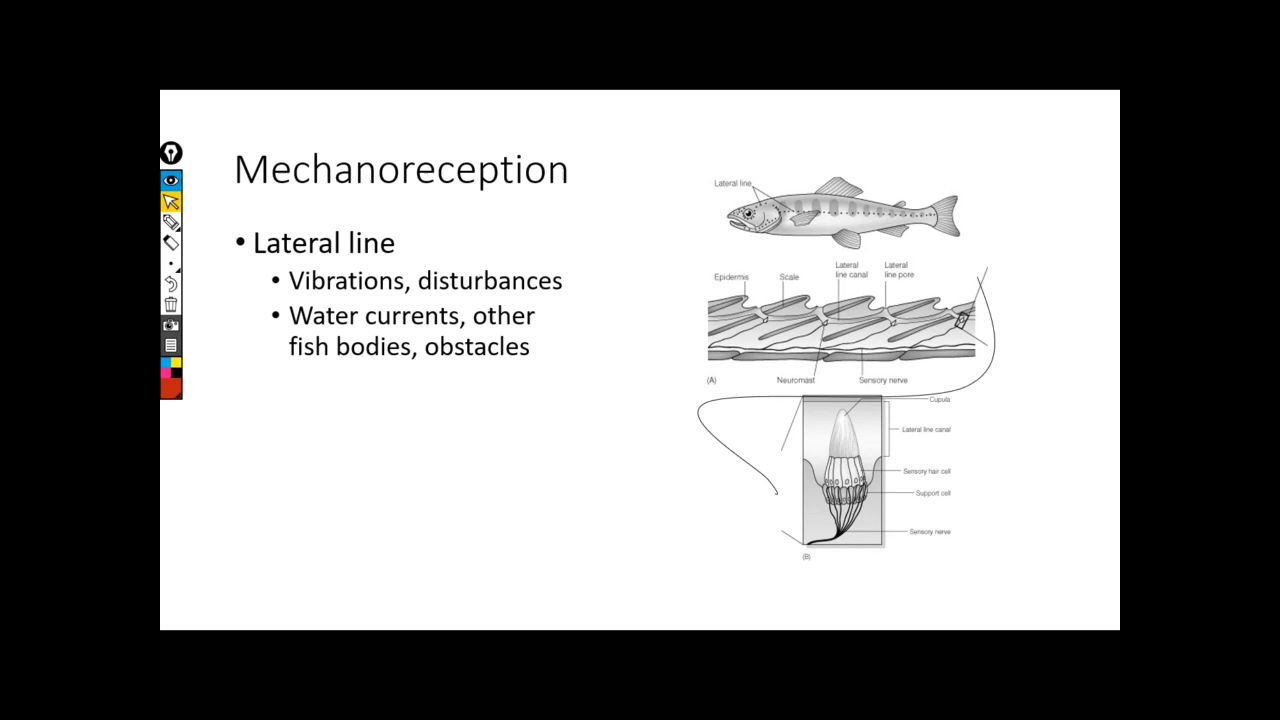 Mechanoreception
• Lateral line
• Vibrations, disturbances
• Water currents, other
fish bodies, obstacles
Lateral line
Epidermis
Scale
Lateral
line canal
Lateral
line pore
(A)
Neuromast
Sensory nerve
Cupula
Lateral line canal
Sensory hair cell
Support cell
Sensory nerve
(B)